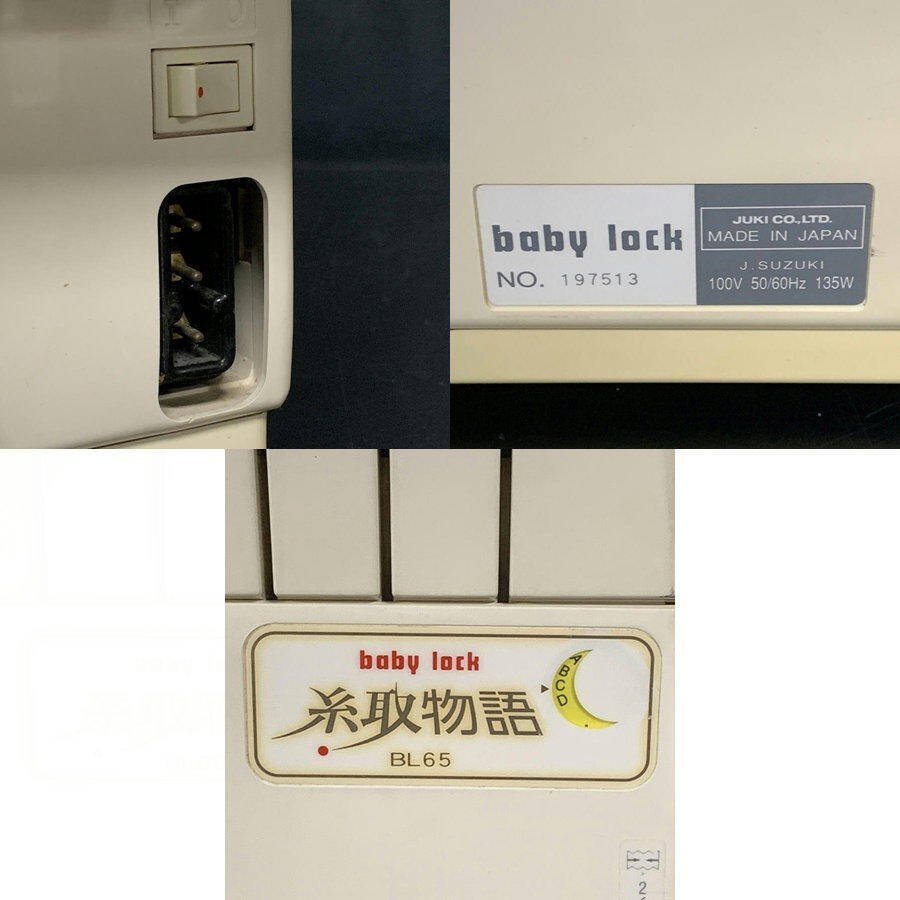 I O
baby lock
NO. 197513
JUKI CO.,LTD.
MADE IN JAPAN
J.SUZUKI
100V 50/60Hz 135W
baby lock
糸取物語
BL65
A B C D
2